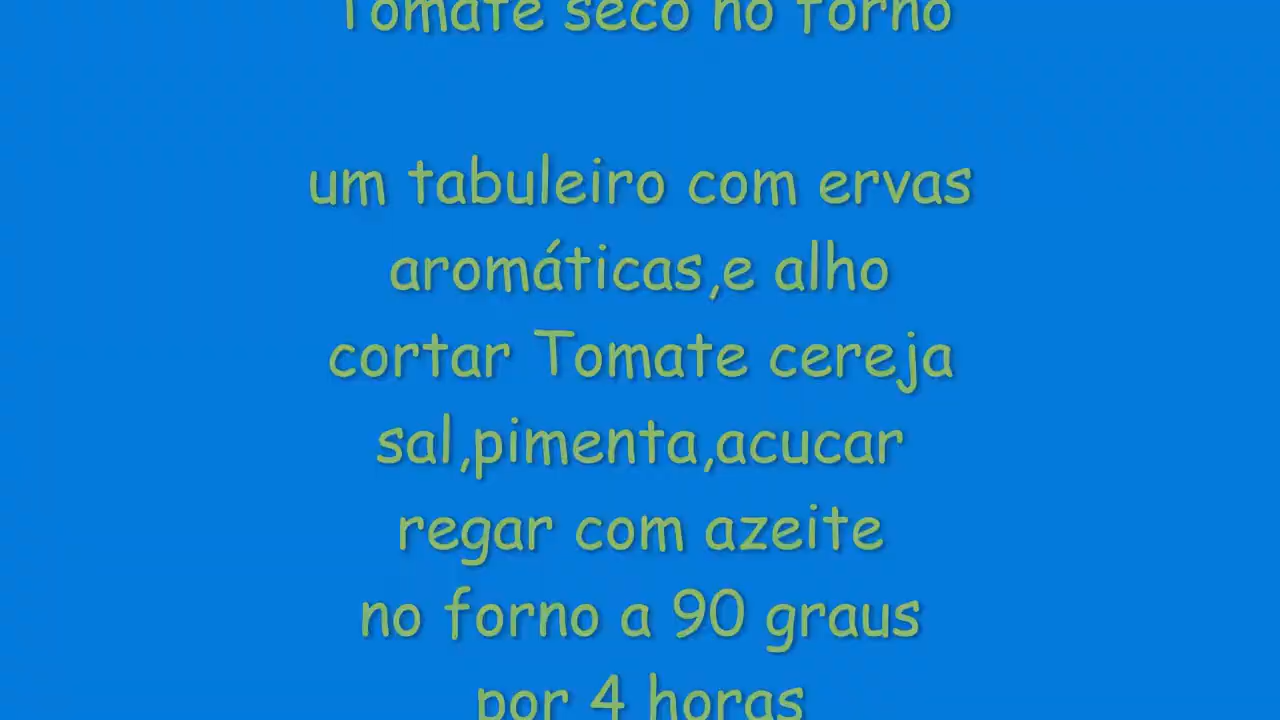 Tomate seco no forno
um tabuleiro com ervas
aromáticas,e alho
cortar Tomate cereja
sal,pimenta,acucar
regar com azeite
no forno a 90 graus
por 4 horas